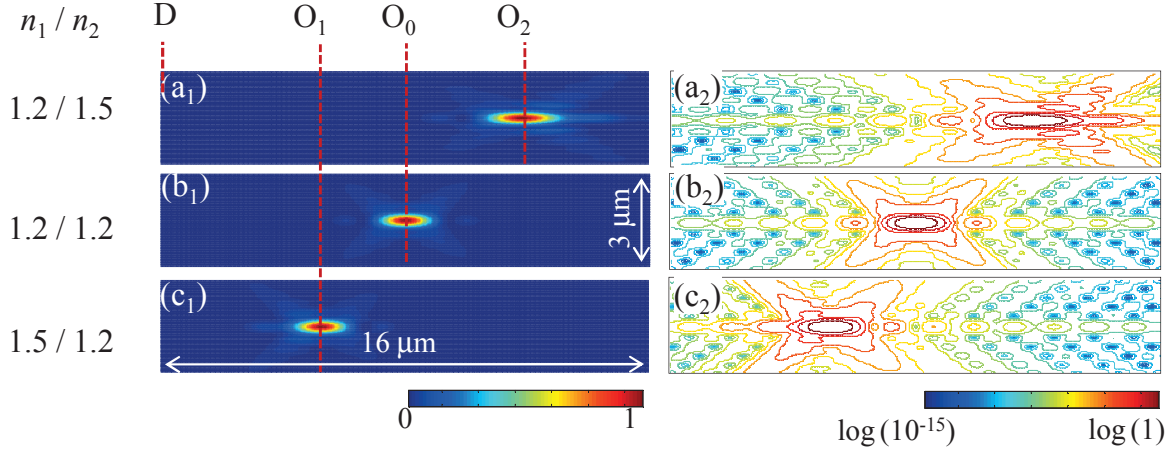 n1 / n2 D O1 O0 O2
1.2 / 1.5 (a1) (a2)
1.2 / 1.2 (b1) 3 μm (b2)
1.5 / 1.2 (c1) 16 μm (c2)
0 1 log (10-15) log (1)